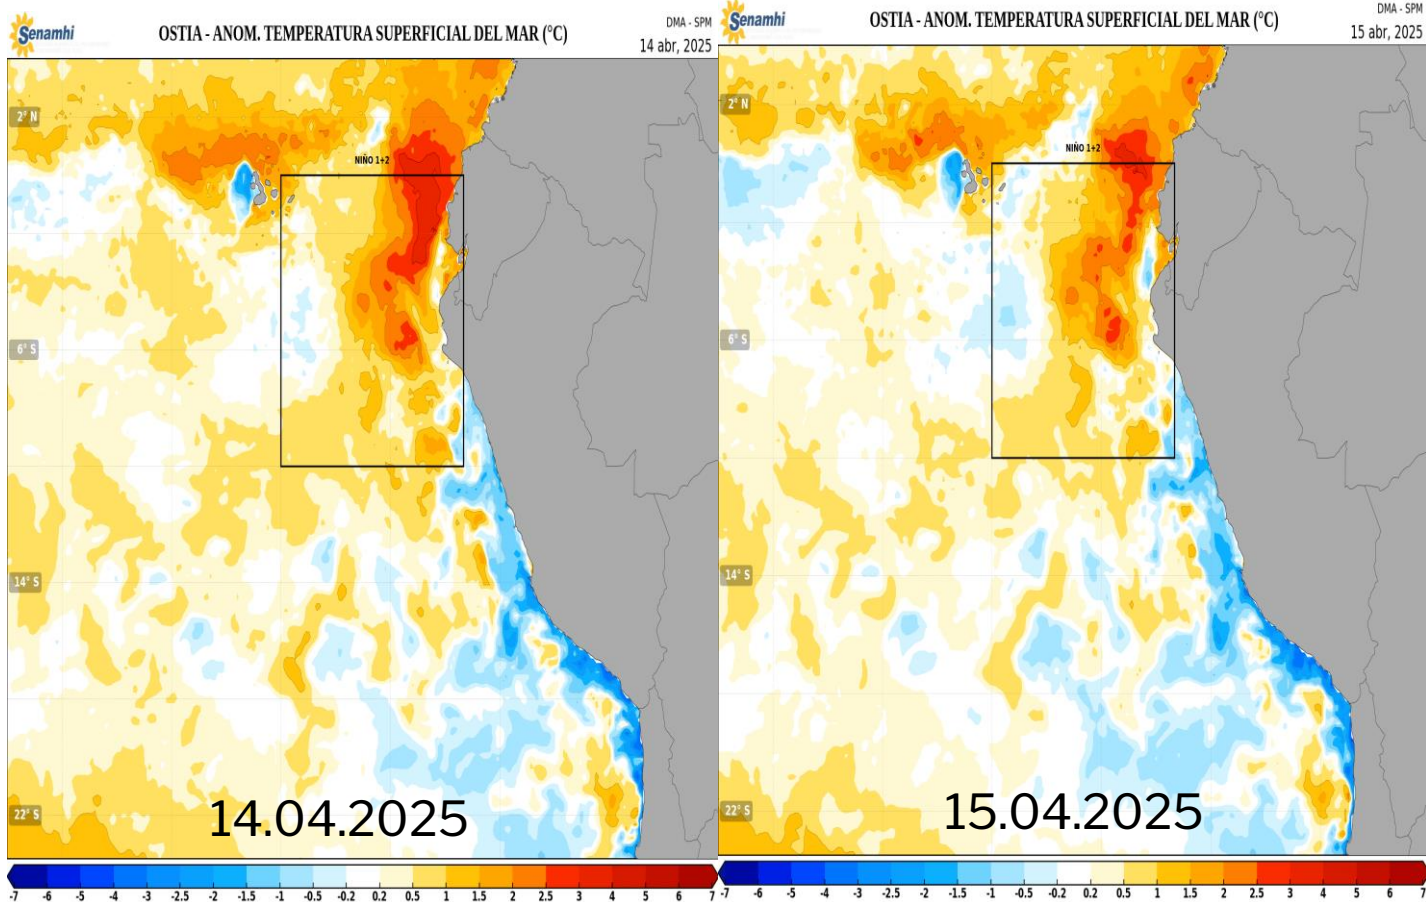 Senamhi
OSTIA - ANOM. TEMPERATURA SUPERFICIAL DEL MAR (°C)
DMA - SPM
14 abr, 2025
2° N
NIÑO 1+2
6° S
14° S
22° S
14.04.2025
-7 -6 -5 -4 -3 -2.5 -2 -1.5 -1 -0.5 -0.2 0.2 0.5 1 1.5 2 2.5 3 4 5 6 7
Senamhi
OSTIA - ANOM. TEMPERATURA SUPERFICIAL DEL MAR (°C)
DMA - SPM
15 abr, 2025
2° N
NIÑO 1+2
6° S
14° S
22° S
15.04.2025
-7 -6 -5 -4 -3 -2.5 -2 -1.5 -1 -0.5 -0.2 0.2 0.5 1 1.5 2 2.5 3 4 5 6 7